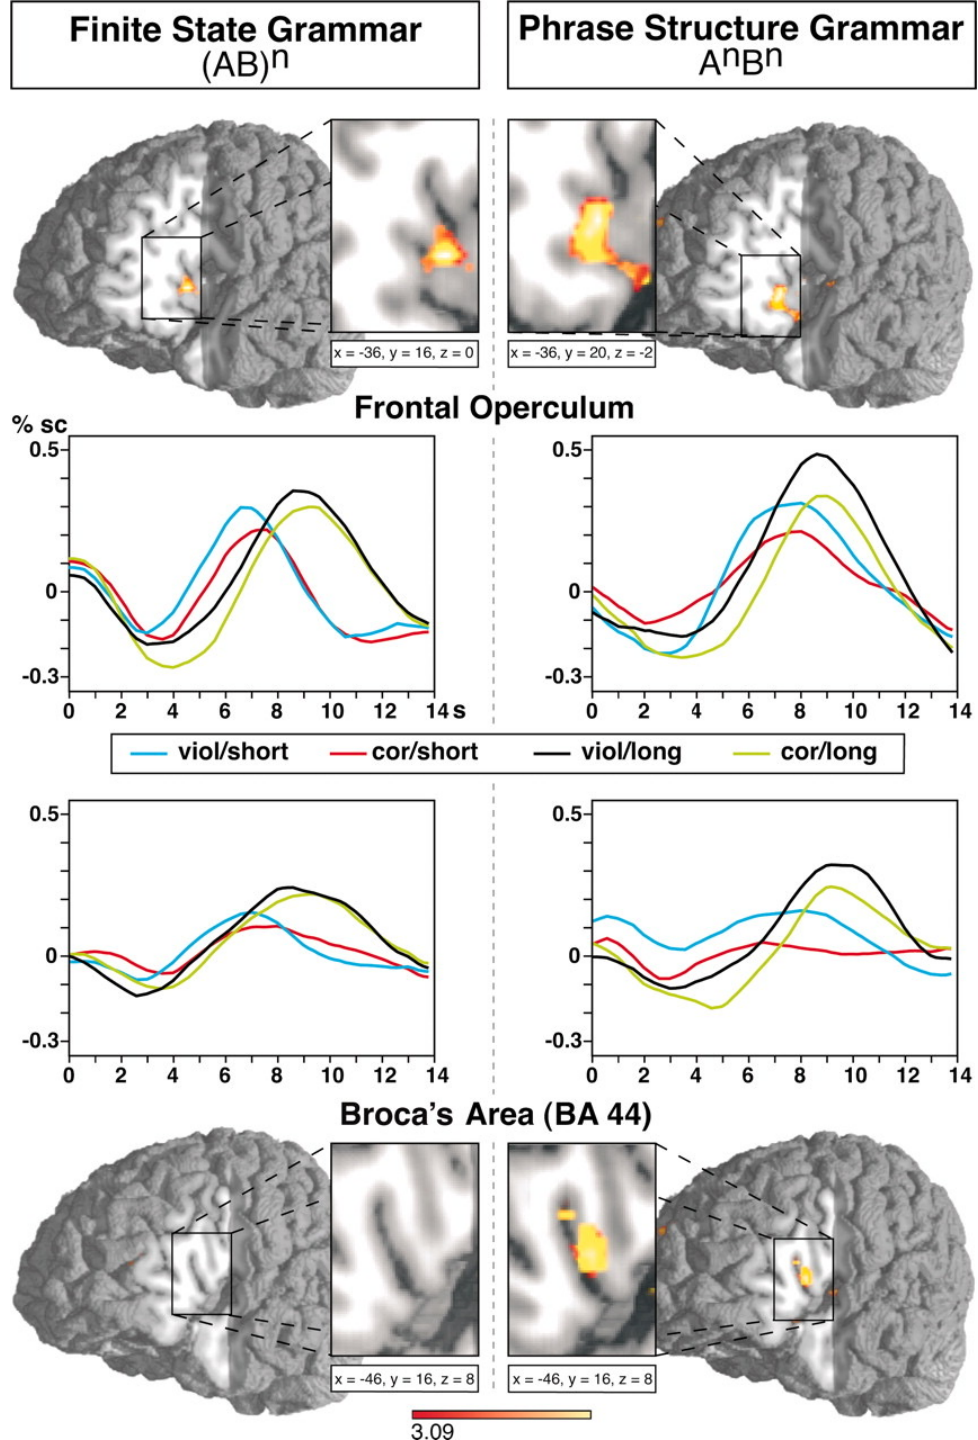 Finite State Grammar
(AB)ⁿ
Phrase Structure Grammar
AⁿBⁿ
x = -36, y = 16, z = 0
x = -36, y = 20, z = -2
Frontal Operculum
% sc
0.5
0
-0.3
0 2 4 6 8 10 12 14 s
0.5
0
-0.3
0 2 4 6 8 10 12 14
viol/short cor/short viol/long cor/long
0.5
0
-0.3
0 2 4 6 8 10 12 14
0.5
0
-0.3
0 2 4 6 8 10 12 14
Broca's Area (BA 44)
x = -46, y = 16, z = 8
x = -46, y = 16, z = 8
3.09